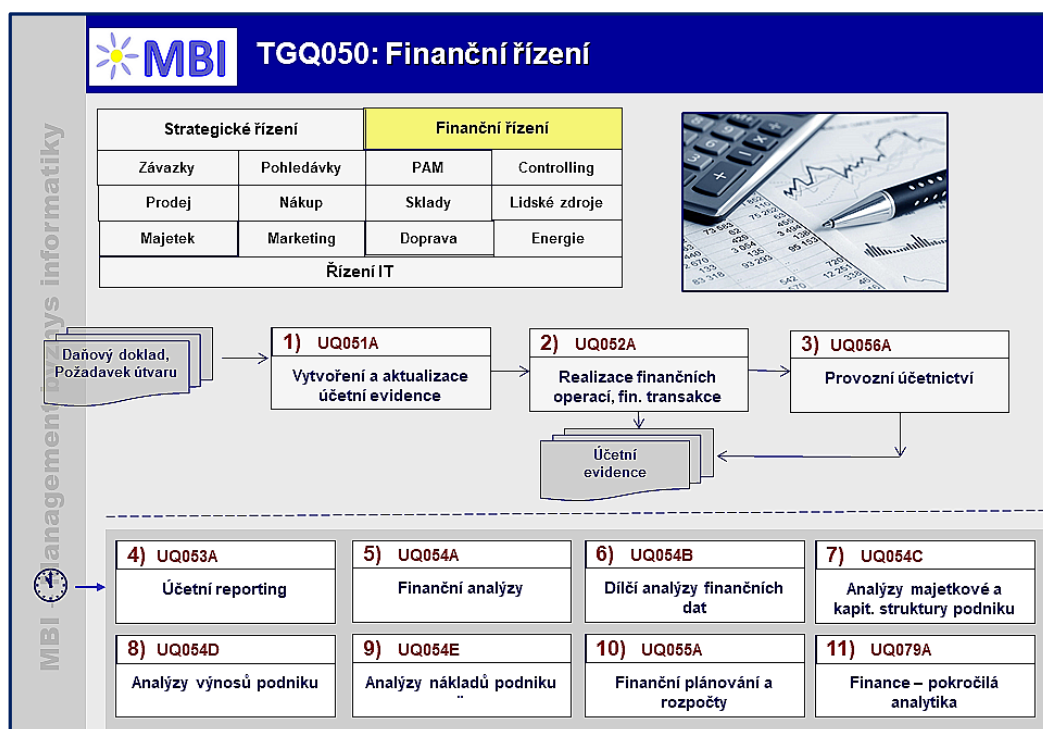 MBI
TGQ050: Finanční řízení
MBI - Management byznys informatiky
Strategické řízení
Finanční řízení
Závazky
Pohledávky
PAM
Controlling
Prodej
Nákup
Sklady
Lidské zdroje
Majetek
Marketing
Doprava
Energie
Řízení IT
Daňový doklad,
Požadavek útvaru
1) UQ051A
Vytvoření a aktualizace
účetní evidence
2) UQ052A
Realizace finančních
operací, fin. transakce
3) UQ056A
Provozní účetnictví
Účetní
evidence
4) UQ053A
Účetní reporting
5) UQ054A
Finanční analýzy
6) UQ054B
Dílčí analýzy finančních
dat
7) UQ054C
Analýzy majetkové a
kapit. struktury podniku
8) UQ054D
Analýzy výnosů podniku
9) UQ054E
Analýzy nákladů podniku
10) UQ055A
Finanční plánování a
rozpočty
11) UQ079A
Finance – pokročilá
analytika